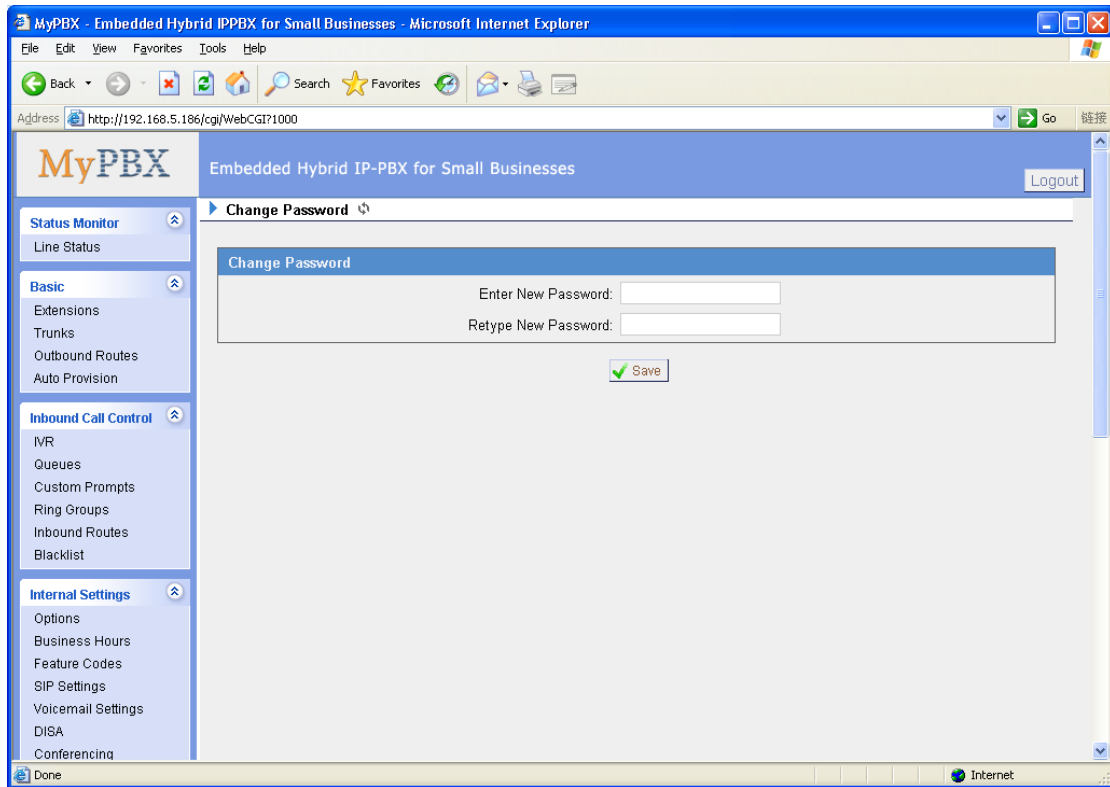 MyPBX - Embedded Hybrid IPPBX for Small Businesses - Microsoft Internet Explorer
File Edit View Favorites Tools Help
Back Search Favorites
Address http://192.168.5.186/cgi/WebCGI?1000 Go 链接
MyPBX
Embedded Hybrid IP-PBX for Small Businesses
Logout
Status Monitor
Line Status
Basic
Extensions
Trunks
Outbound Routes
Auto Provision
Inbound Call Control
IVR
Queues
Custom Prompts
Ring Groups
Inbound Routes
Blacklist
Internal Settings
Options
Business Hours
Feature Codes
SIP Settings
Voicemail Settings
DISA
Conferencing
Change Password
Change Password
Enter New Password:
Retype New Password:
Save
Done Internet